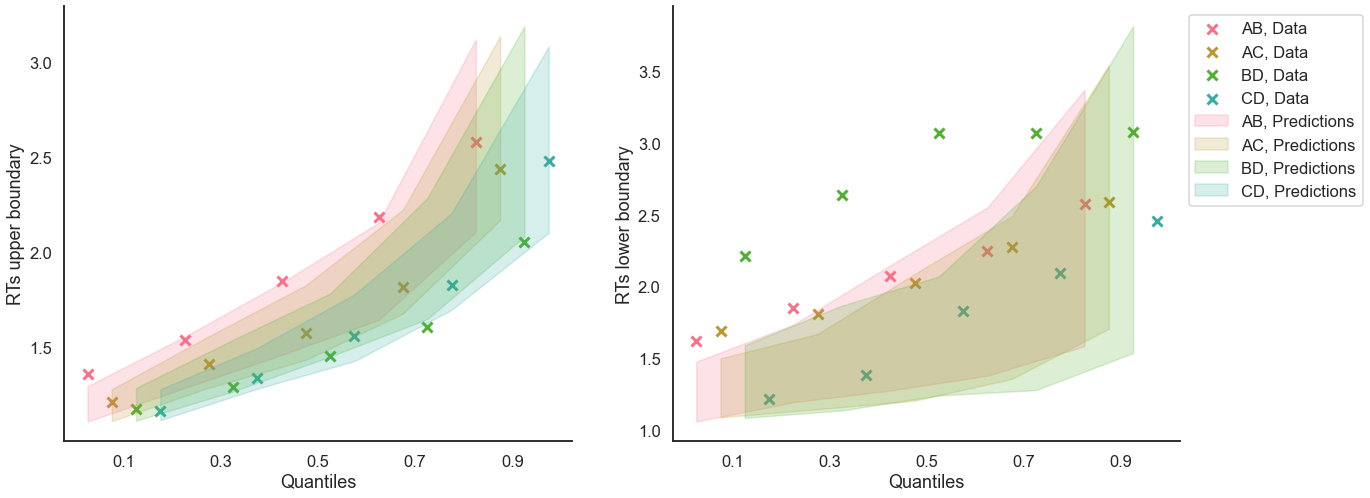 RTs upper boundary
3.0
2.5
2.0
1.5
0.1 0.3 0.5 0.7 0.9
Quantiles
RTs lower boundary
3.5
3.0
2.5
2.0
1.5
1.0
0.1 0.3 0.5 0.7 0.9
Quantiles
AB, Data
AC, Data
BD, Data
CD, Data
AB, Predictions
AC, Predictions
BD, Predictions
CD, Predictions